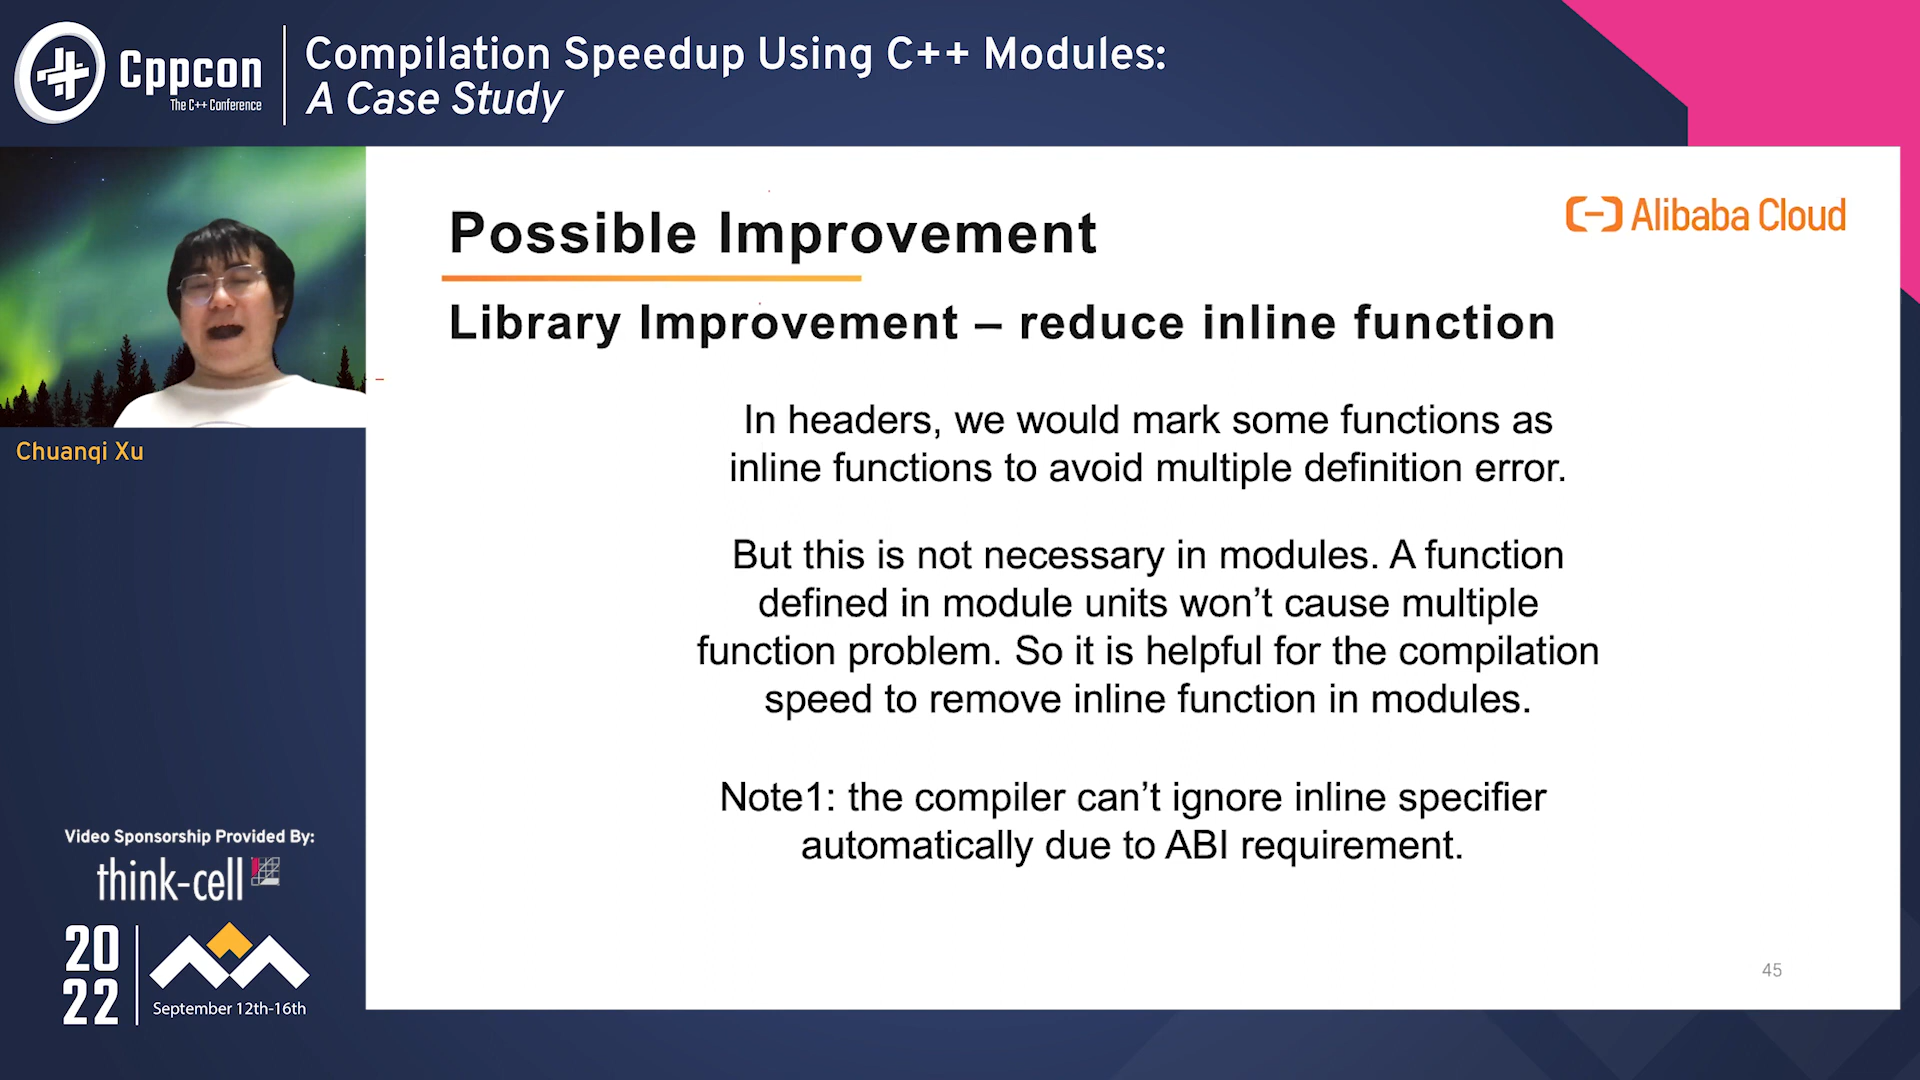 Cppcon
The C++ Conference
Compilation Speedup Using C++ Modules:
A Case Study
Alibaba Cloud
Possible Improvement
Library Improvement – reduce inline function
In headers, we would mark some functions as
inline functions to avoid multiple definition error.
But this is not necessary in modules. A function
defined in module units won’t cause multiple
function problem. So it is helpful for the compilation
speed to remove inline function in modules.
Note1: the compiler can’t ignore inline specifier
automatically due to ABI requirement.
45
Chuanqi Xu
Video Sponsorship Provided By:
think-cell
20
22
September 12th-16th